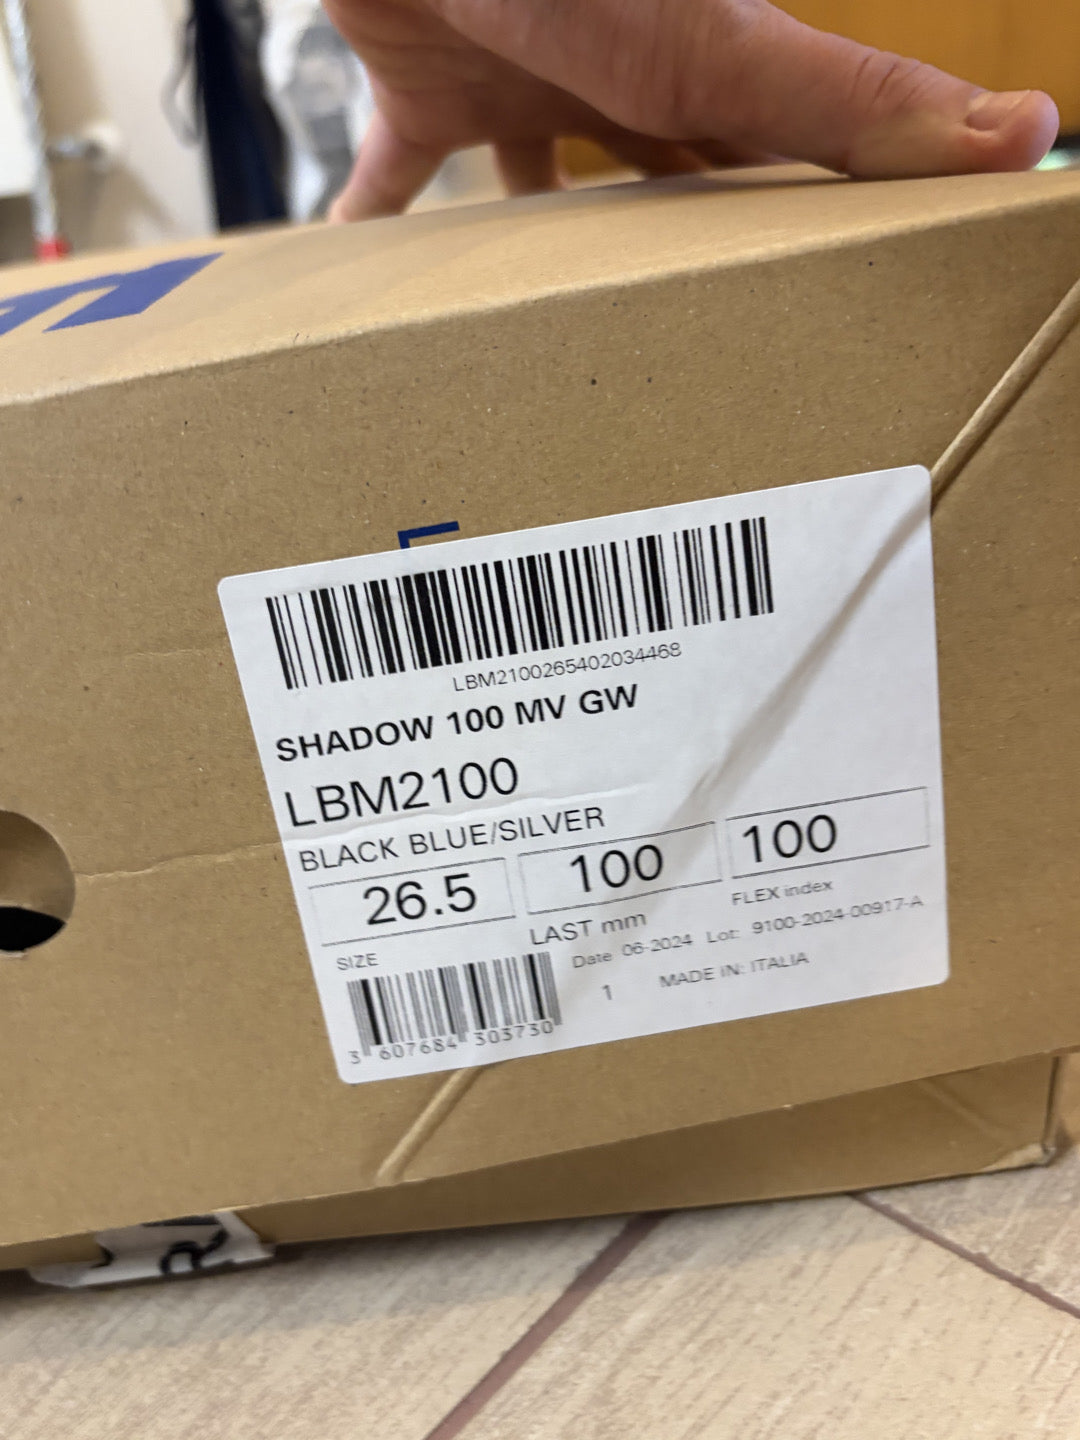 LBM2100265402034468
SHADOW 100 MV GW
LBM2100
BLACK BLUE/SILVER
26.5 100 100
SIZE LAST mm FLEX index
Date 06-2024 Lot: 9100-2024-00917-A
1 MADE IN: ITALIA
3 607684 303730